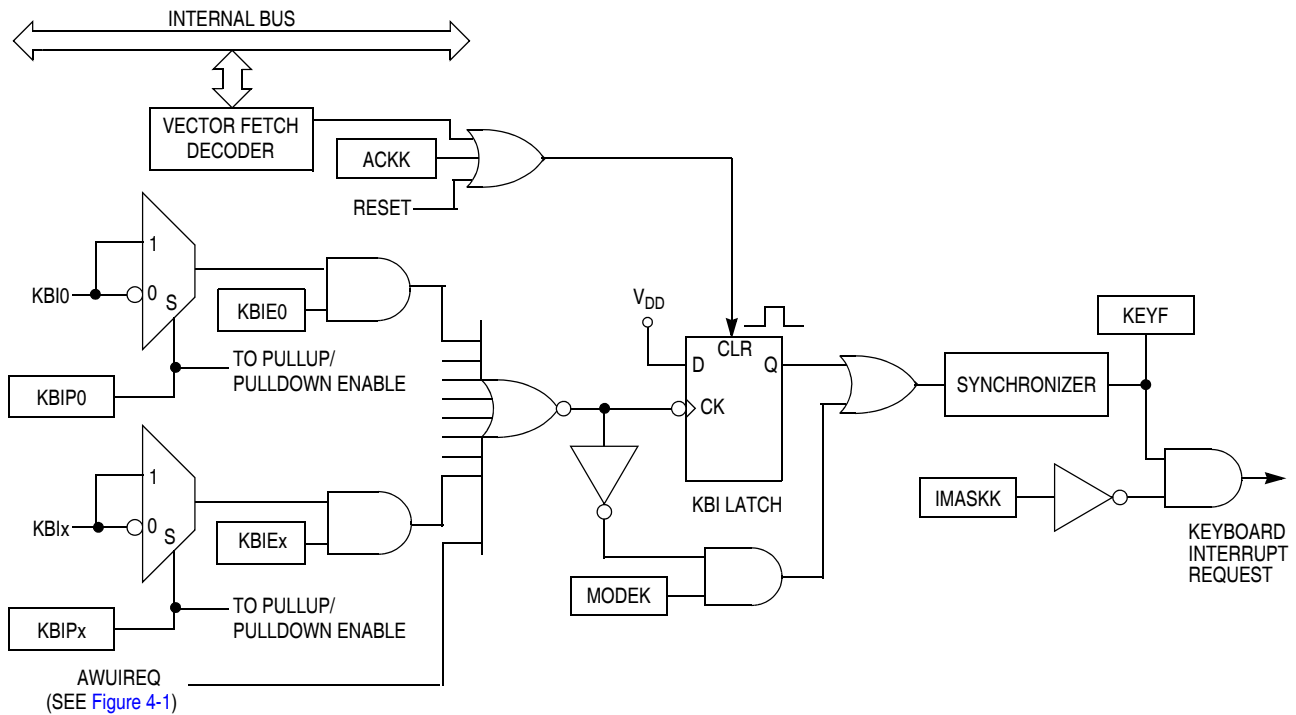 INTERNAL BUS
VECTOR FETCH
DECODER
ACKK
RESET
1
KBI0
0
S
KBIE0
TO PULLUP/
PULLDOWN ENABLE
KBIP0
VDD
CLR
D
Q
CK
KBI LATCH
KEYF
SYNCHRONIZER
1
KBIx
0
S
KBIEx
TO PULLUP/
PULLDOWN ENABLE
KBIPx
MODEK
IMASKK
KEYBOARD
INTERRUPT
REQUEST
AWUIREQ
(SEE Figure 4-1)